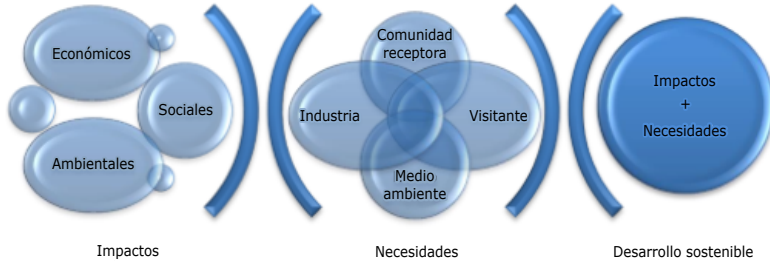 Económicos
Sociales
Ambientales
Impactos
Comunidad
receptora
Industria
Visitante
Medio
ambiente
Necesidades
Impactos
+
Necesidades
Desarrollo sostenible